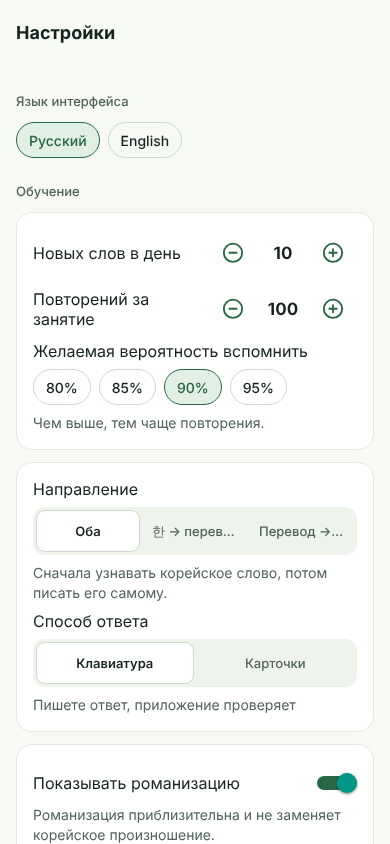 Настройки
Язык интерфейса
Русский English
Обучение
Новых слов в день 10
Повторений за
занятие 100
Желаемая вероятность вспомнить
80% 85% 90% 95%
Чем выше, тем чаще повторения.
Направление
Оба 한 → перев... Перевод →...
Сначала узнавать корейское слово, потом
писать его самому.
Способ ответа
Клавиатура Карточки
Пишете ответ, приложение проверяет
Показывать романизацию
Романизация приблизительна и не заменяет
корейское произношение.